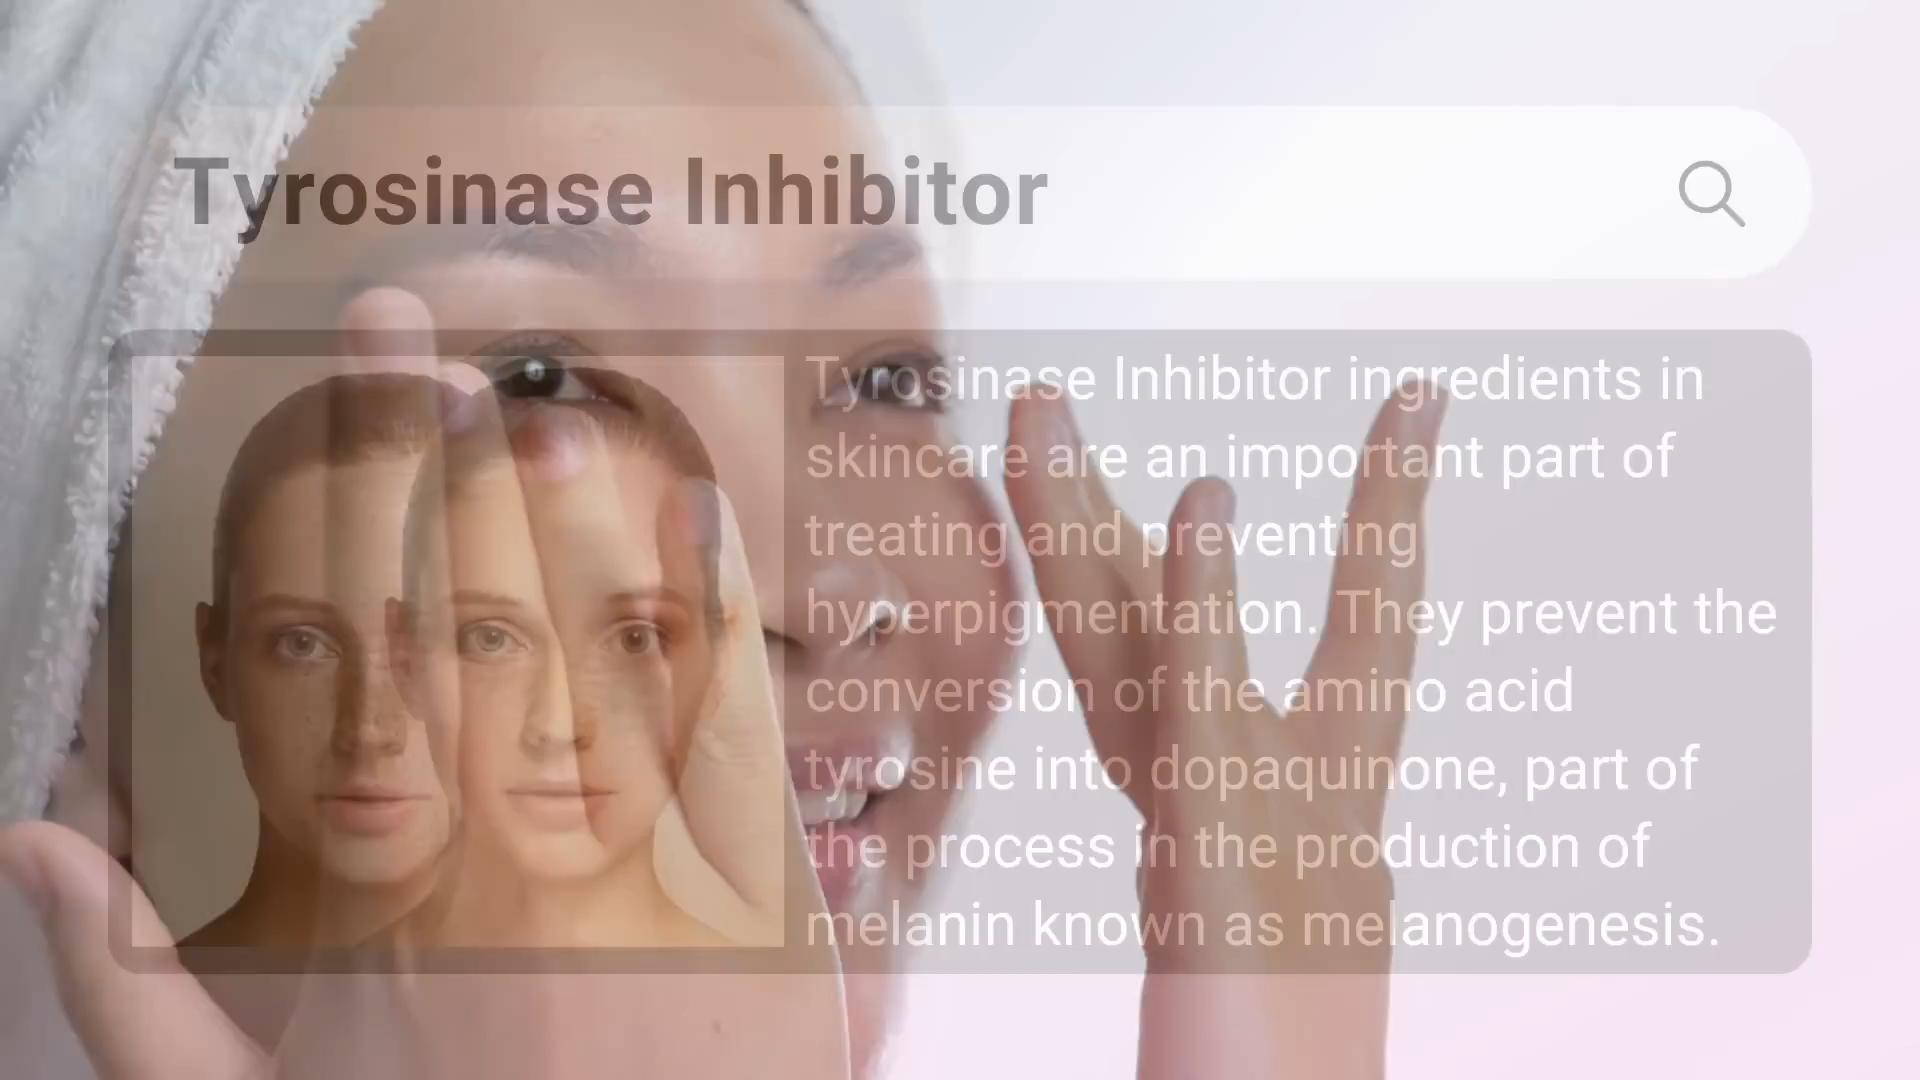 Tyrosinase Inhibitor
Tyrosinase Inhibitor ingredients in
skincare are an important part of
treating and preventing
hyperpigmentation. They prevent the
conversion of the amino acid
tyrosine into dopaquinone, part of
the process in the production of
melanin known as melanogenesis.